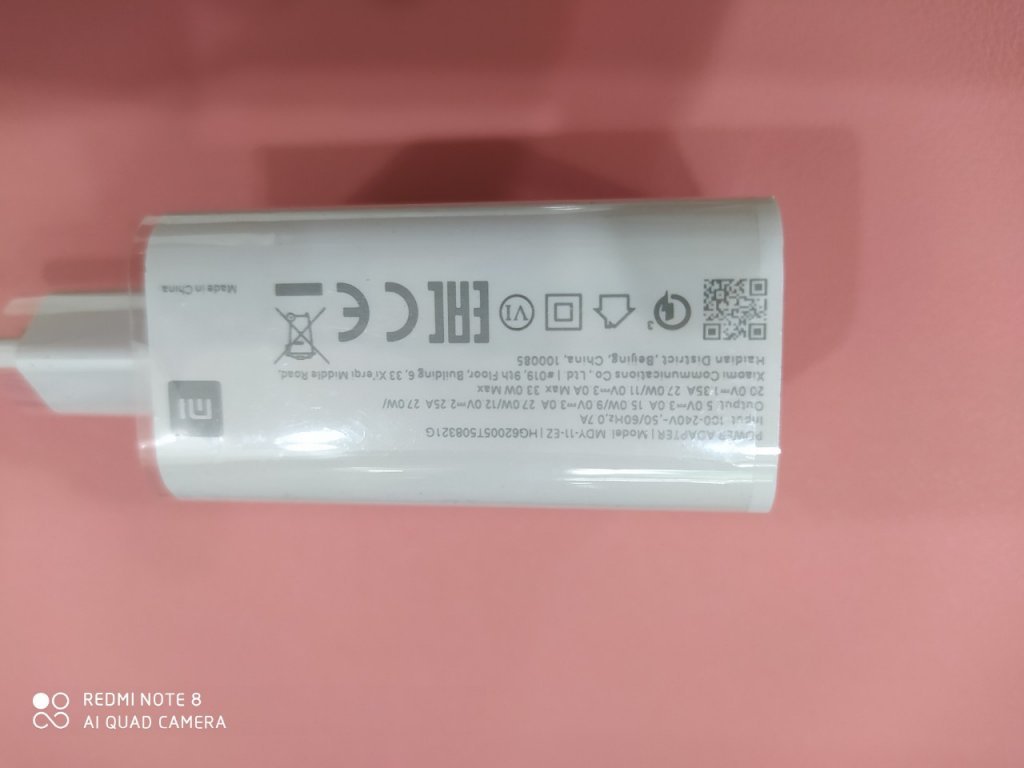 POWER ADAPTER | Model MDY-11-EZ | HG62005T508321G
Input 100-240V~,50/60Hz,0.7A
Output 5.0V⎓3.0A 15.0W/9.0V⎓3.0A 27.0W/12.0V⎓2.25A 27.0W/
20.0V⎓1.35A 27.0W/11.0V⎓3.0A Max 33.0W Max
Xiaomi Communications Co., Ltd. | #019, 9th Floor, Building 6, 33 Xi'erqi Middle Road,
Haidian District, Beijing, China, 100085
3 VI EAC CE
Made in China
mi
REDMI NOTE 8
AI QUAD CAMERA